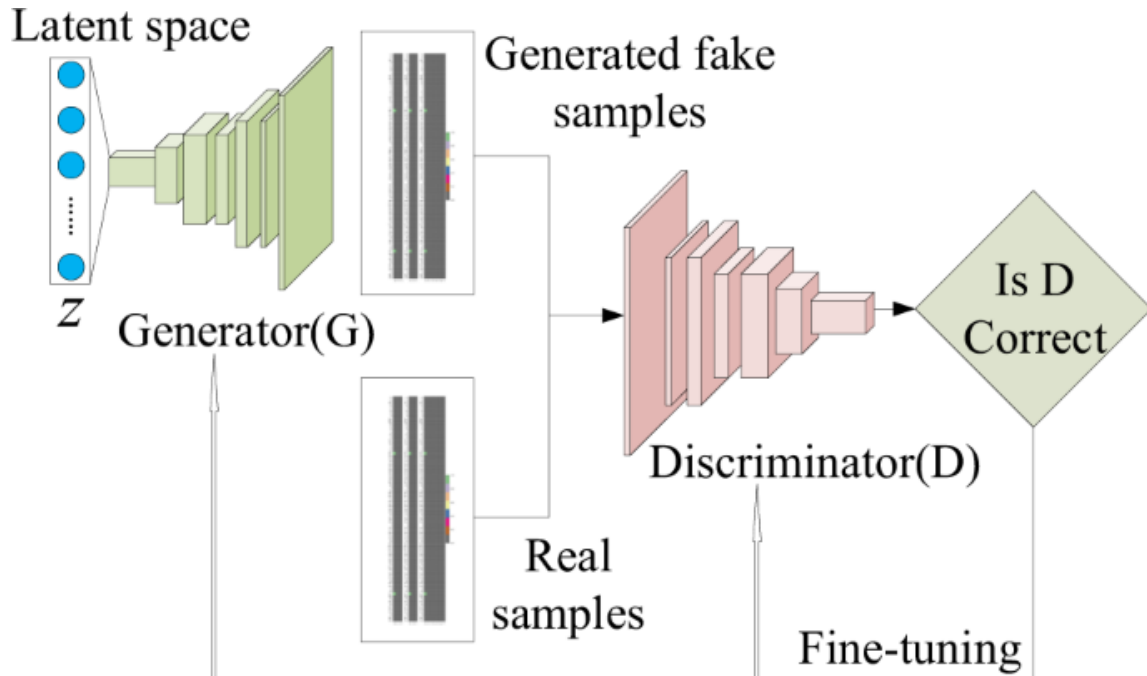 Latent space
Generated fake
samples
z
Generator(G)
Is D
Correct
Discriminator(D)
Real
samples
Fine-tuning